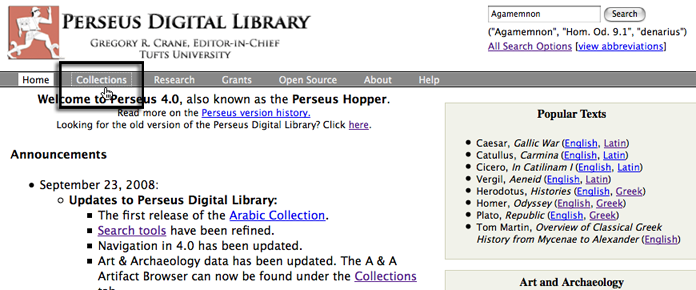 PERSEUS DIGITAL LIBRARY
GREGORY R. CRANE, EDITOR-IN-CHIEF
TUFTS UNIVERSITY
Agamemnon Search
("Agamemnon", "Hom. Od. 9.1", "denarius")
All Search Options [view abbreviations]
Home Collections Research Grants Open Source About Help
Welcome to Perseus 4.0, also known as the Perseus Hopper.
Read more on the Perseus version history.
Looking for the old version of the Perseus Digital Library? Click here.
Announcements
• September 23, 2008:
Updates to Perseus Digital Library:
The first release of the Arabic Collection.
Search tools have been refined.
Navigation in 4.0 has been updated.
Art & Archaeology data has been updated. The A & A
Artifact Browser can now be found under the Collections
tab.
Popular Texts
• Caesar, Gallic War (English, Latin)
• Catullus, Carmina (English, Latin)
• Cicero, In Catilinam I (English, Latin)
• Vergil, Aeneid (English, Latin)
• Herodotus, Histories (English, Greek)
• Homer, Odyssey (English, Greek)
• Plato, Republic (English, Greek)
• Tom Martin, Overview of Classical Greek
History from Mycenae to Alexander (English)
Art and Archaeology